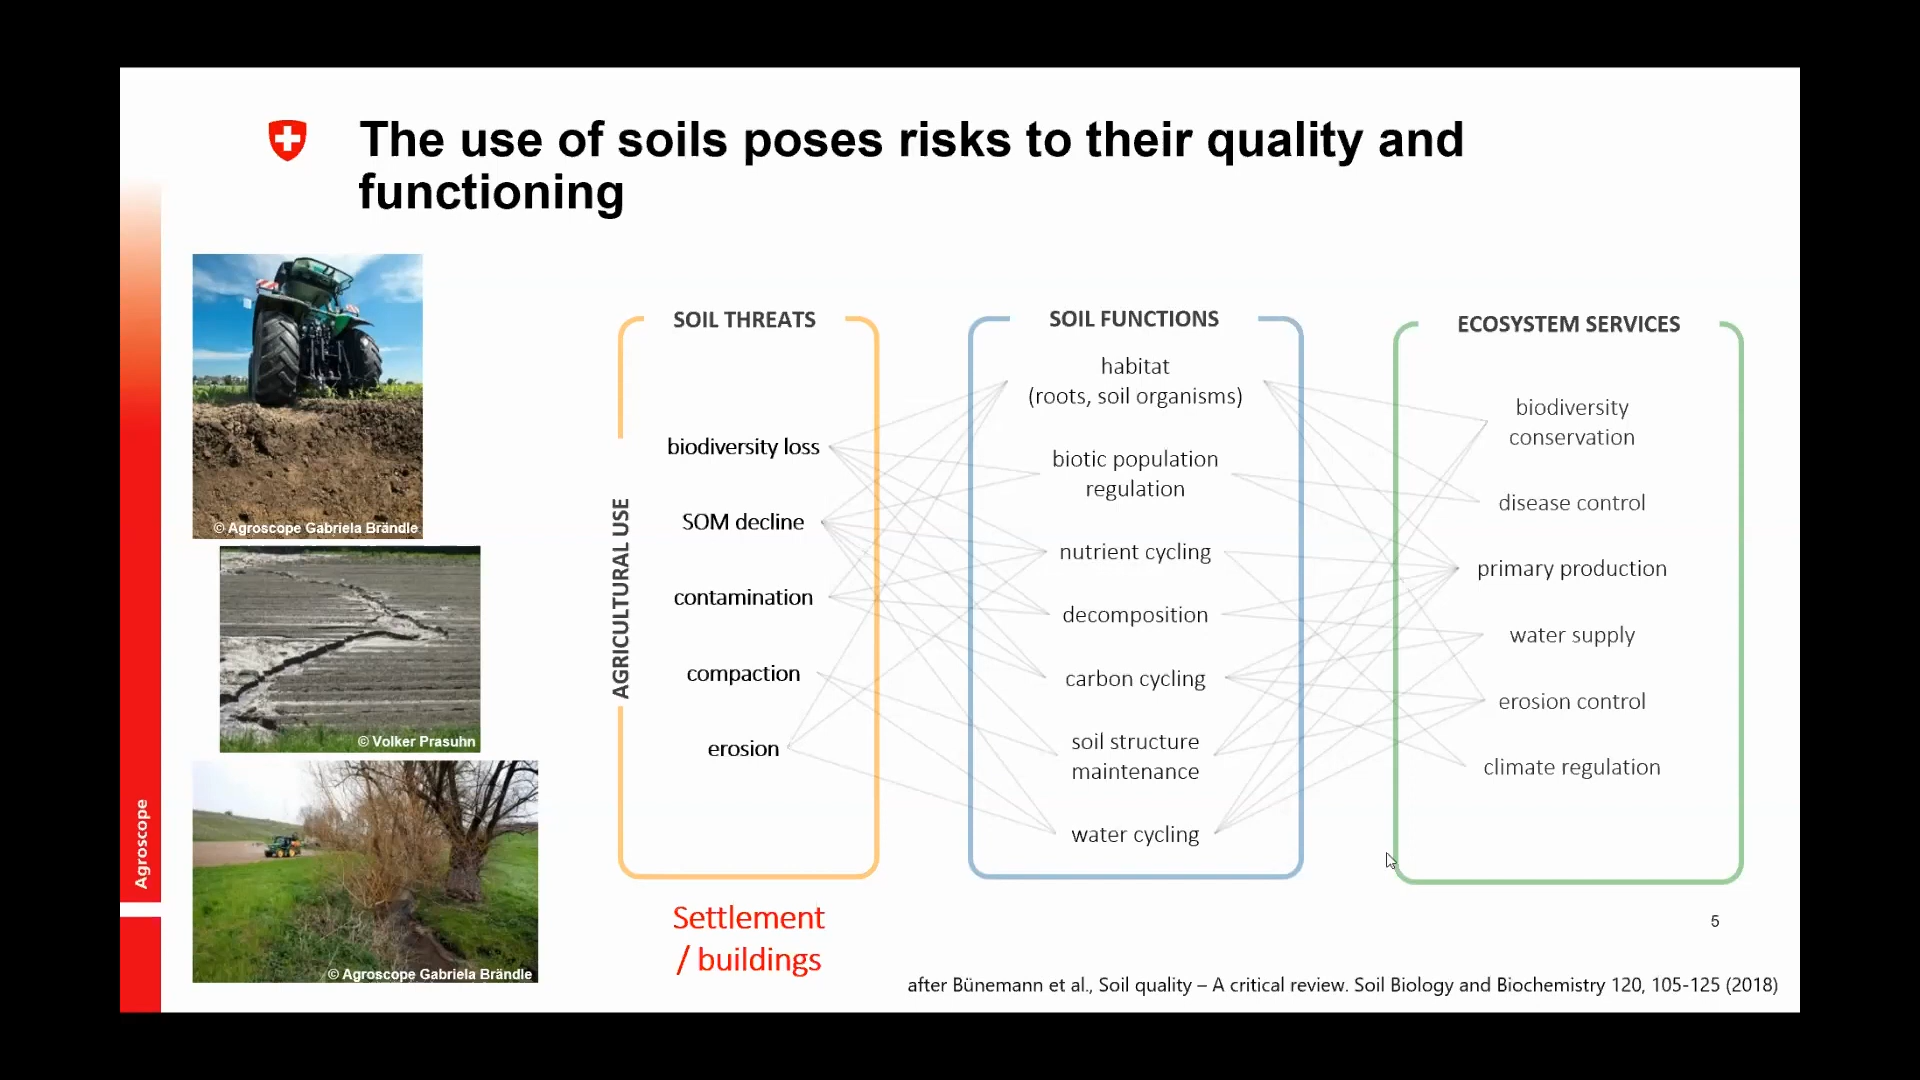 The use of soils poses risks to their quality and
functioning
© Agroscope Gabriela Brändle
© Volker Prasuhn
© Agroscope Gabriela Brändle
Agroscope
AGRICULTURAL USE
SOIL THREATS
biodiversity loss
SOM decline
contamination
compaction
erosion
Settlement
/ buildings
SOIL FUNCTIONS
habitat
(roots, soil organisms)
biotic population
regulation
nutrient cycling
decomposition
carbon cycling
soil structure
maintenance
water cycling
ECOSYSTEM SERVICES
biodiversity
conservation
disease control
primary production
water supply
erosion control
climate regulation
5
after Bünemann et al., Soil quality – A critical review. Soil Biology and Biochemistry 120, 105-125 (2018)